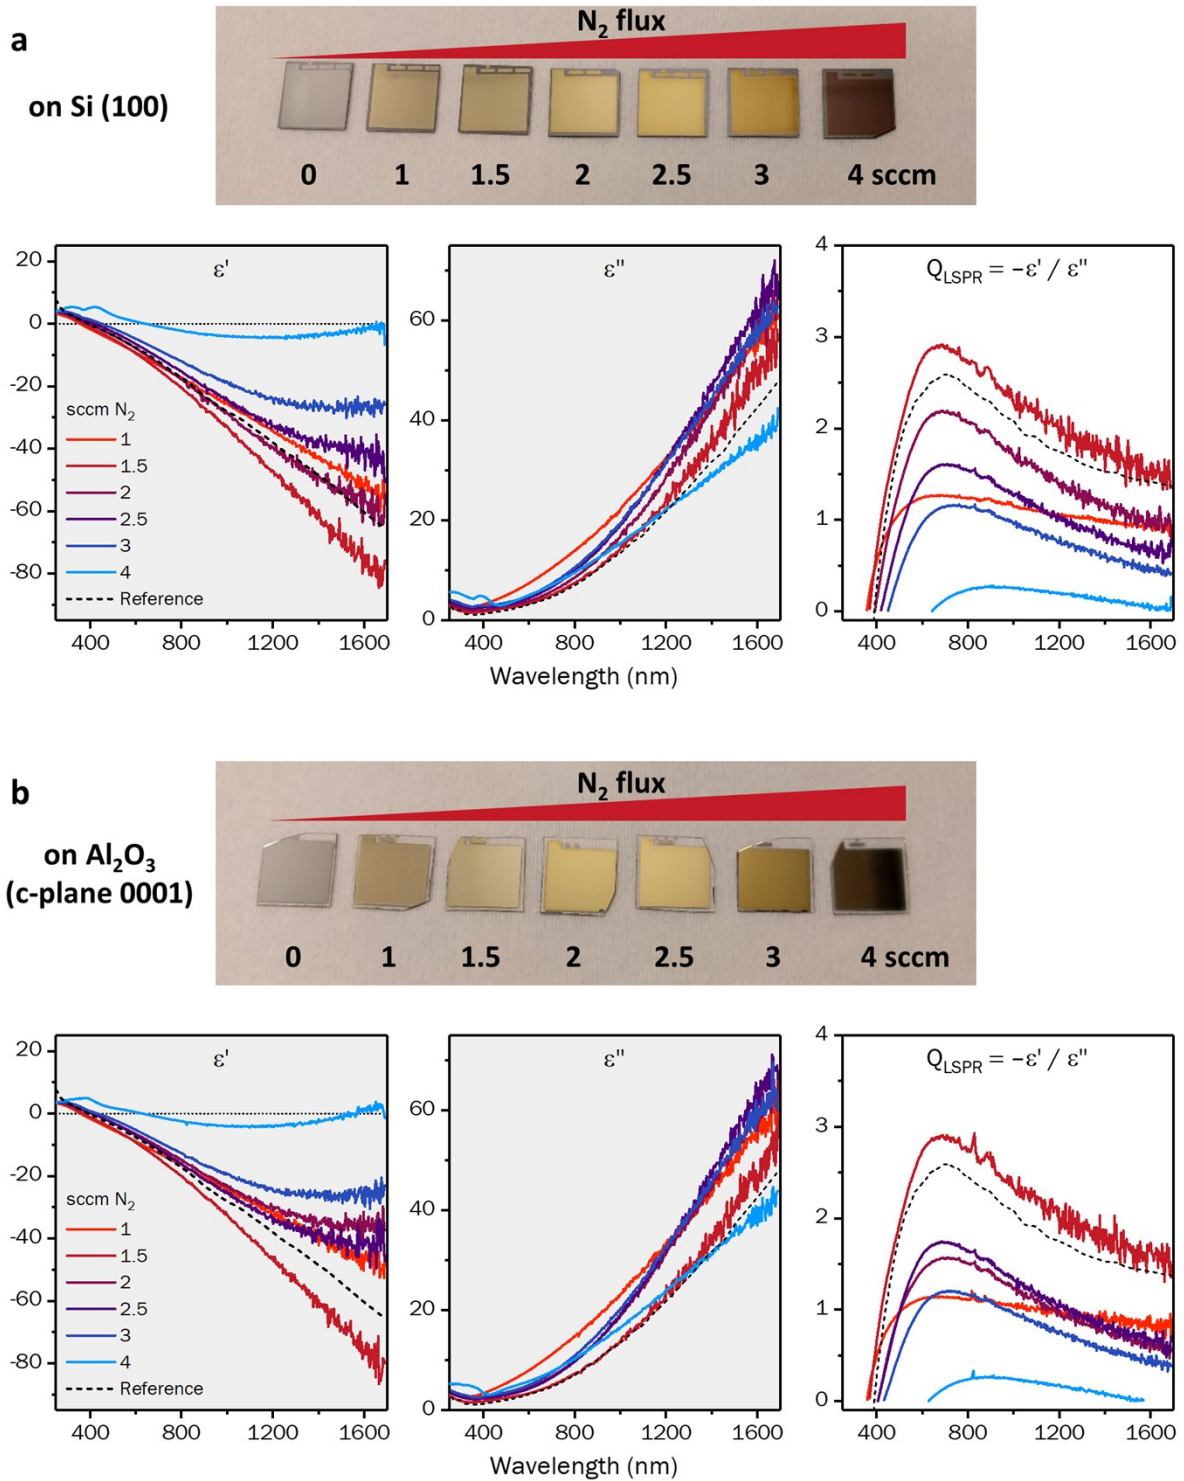 a
N₂ flux
on Si (100)
0 1 1.5 2 2.5 3 4 sccm
ε' ε'' Q_LSPR = –ε' / ε''
20
0
-20
-40
-60
-80
sccm N₂
1
1.5
2
2.5
3
4
Reference
400 800 1200 1600
60
40
20
0
400 800 1200 1600
4
3
2
1
0
400 800 1200 1600
Wavelength (nm)
b
N₂ flux
on Al₂O₃
(c-plane 0001)
0 1 1.5 2 2.5 3 4 sccm
ε' ε'' Q_LSPR = –ε' / ε''
20
0
-20
-40
-60
-80
sccm N₂
1
1.5
2
2.5
3
4
Reference
400 800 1200 1600
60
40
20
0
400 800 1200 1600
4
3
2
1
0
400 800 1200 1600
Wavelength (nm)